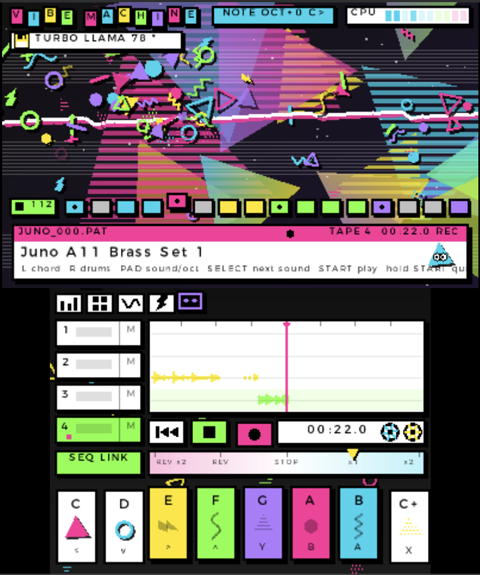 VIBE MACHINE
NOTE OCT+0 C>
CPU
TURBO LLAMA 78 *
112
JUNO_000.PAT
TAPE 4 00:22.0 REC
Juno A11 Brass Set 1
L chord R drums PAD sound/oct SELECT next sound START play hold START qu
1 M
2 M
3 M
4 M
00:22.0
SEQ LINK
REV x2 REV STOP x1 x2
C D E F G A B C+
< v > ^ Y B A X